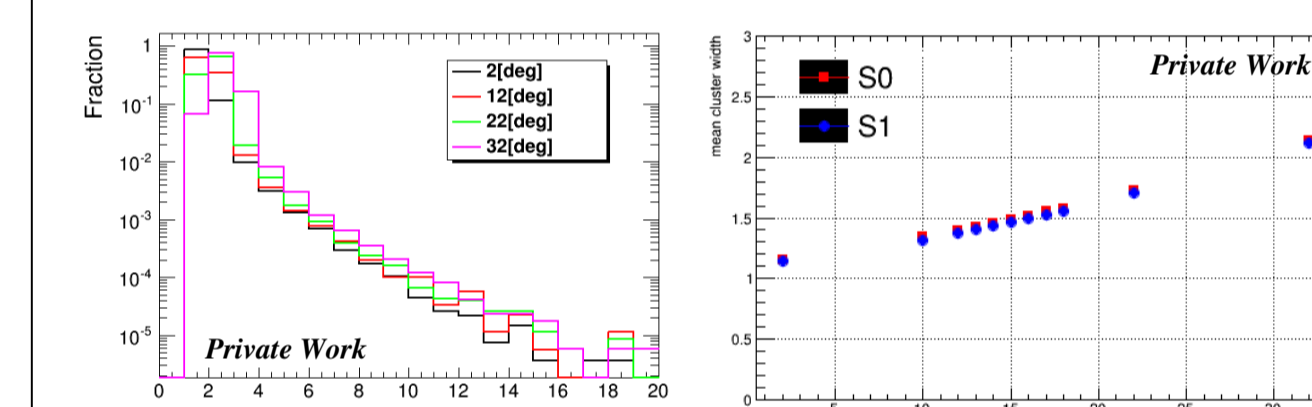 Fraction
1
10-1
10-2
10-3
10-4
10-5
2[deg]
12[deg]
22[deg]
32[deg]
Private Work
0 2 4 6 8 10 12 14 16 18 20
mean cluster width
3
2.5
2
1.5
1
0.5
0
S0
S1
Private Work